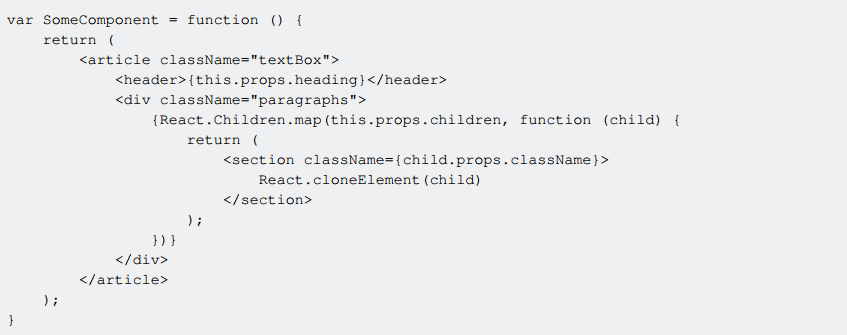 var SomeComponent = function () {
    return (
        <article className="textBox">
            <header>{this.props.heading}</header>
            <div className="paragraphs">
                {React.Children.map(this.props.children, function (child) {
                    return (
                        <section className={child.props.className}>
                            React.cloneElement(child)
                        </section>
                    );
                })}
            </div>
        </article>
    );
}